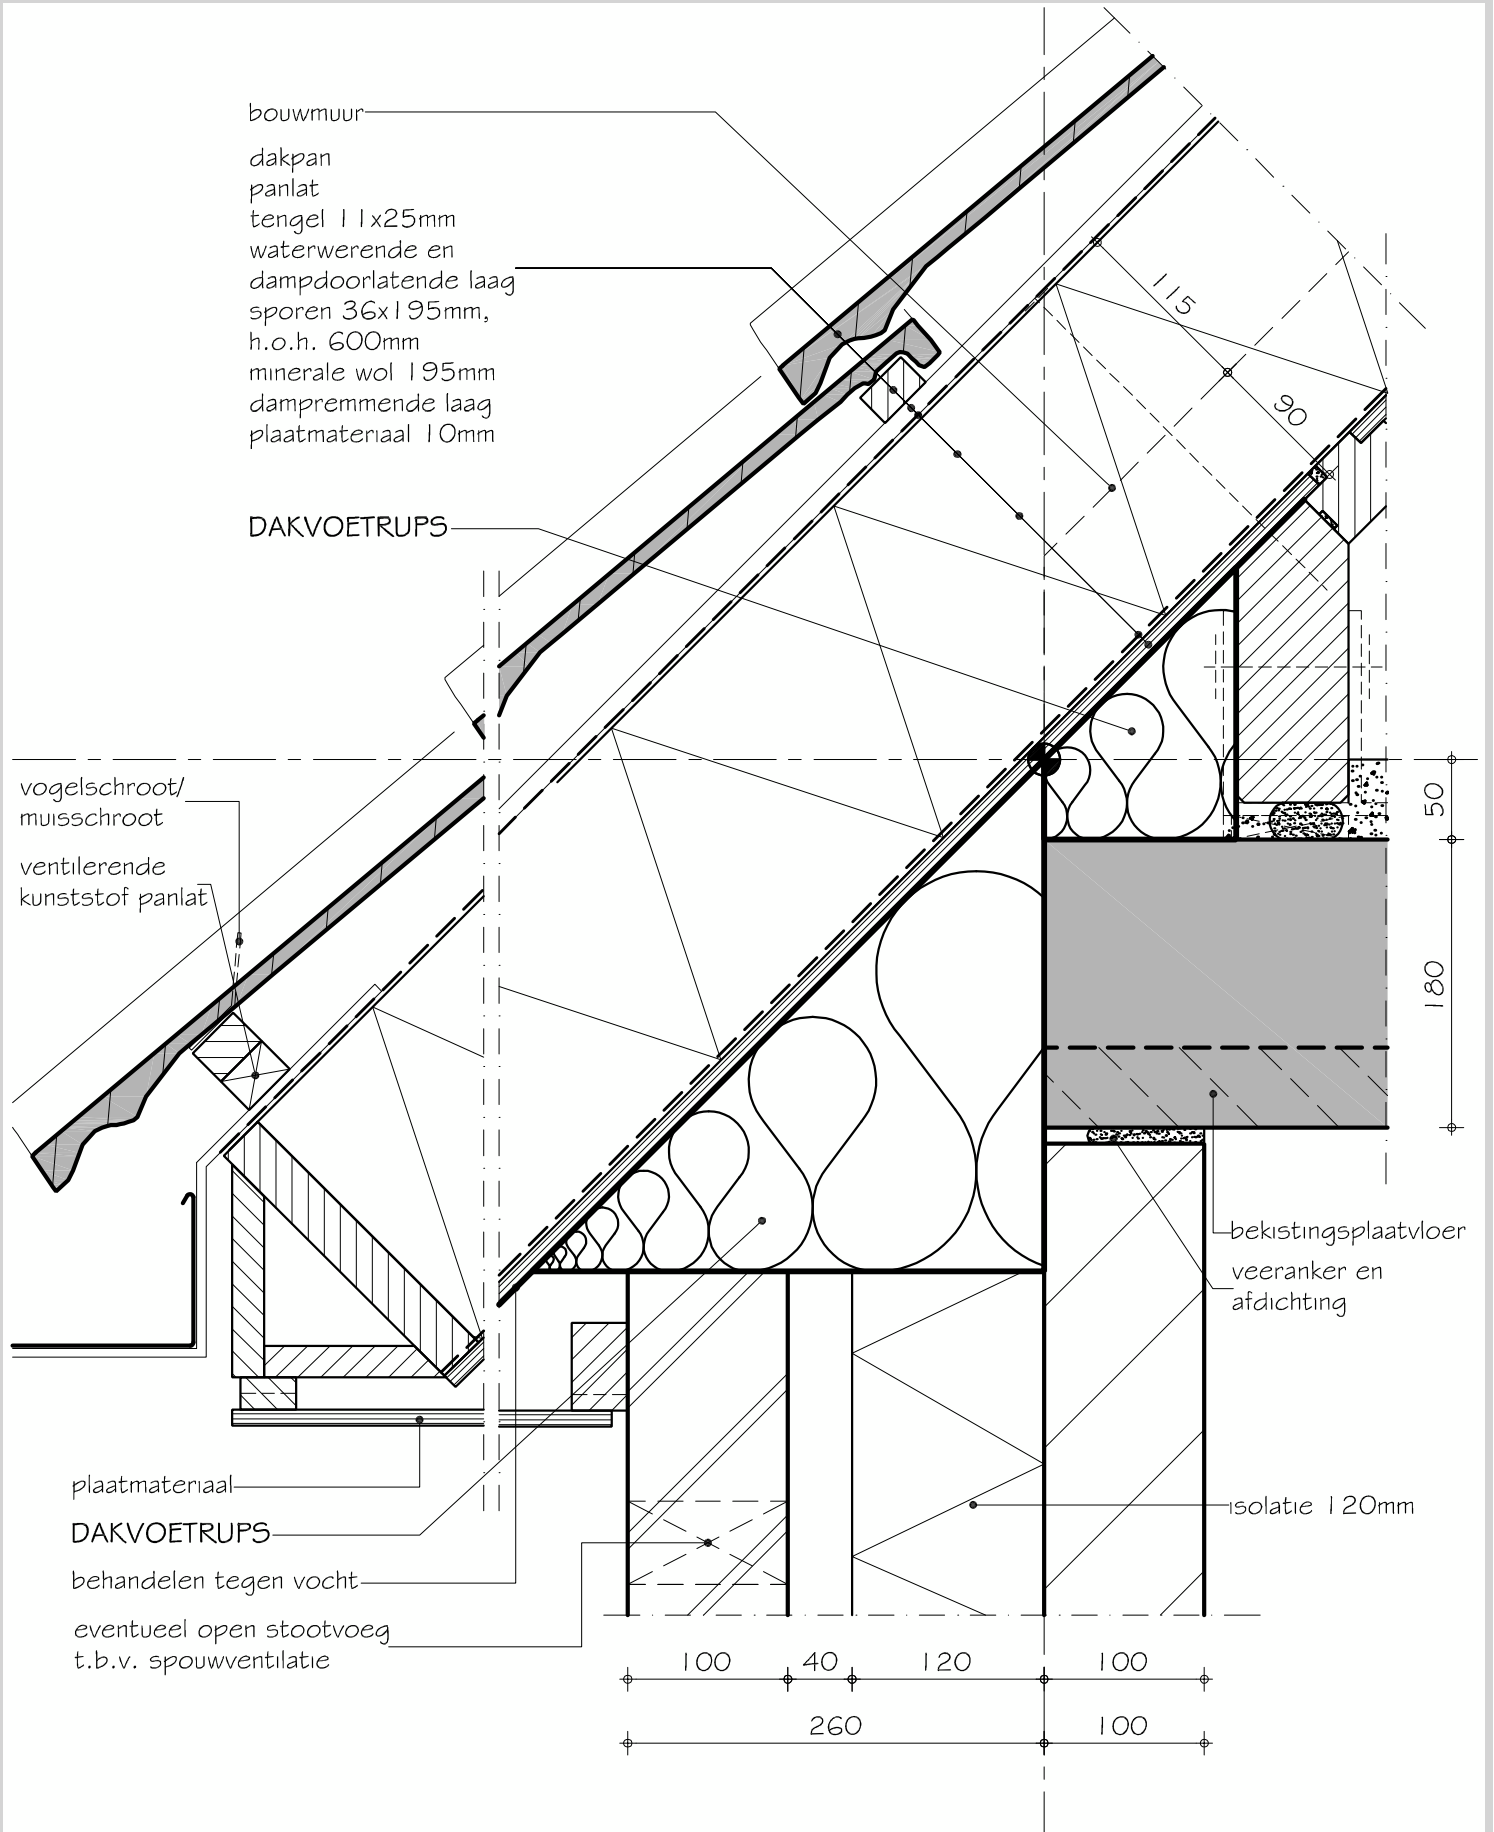 bouwmuur
dakpan
panlat
tengel 11x25mm
waterwerende en
dampdoorlatende laag
sporen 36x195mm,
h.o.h. 600mm
minerale wol 195mm
dampremmende laag
plaatmateriaal 10mm
DAKVOETRUPS
115
90
vogelschroot/
muisschroot
ventilerende
kunststof panlat
50
180
bekistingsplaatvloer
veeranker en
afdichting
plaatmateriaal
DAKVOETRUPS
behandelen tegen vocht
eventueel open stootvoeg
t.b.v. spouwventilatie
isolatie 120mm
100 40 120 100
260 100